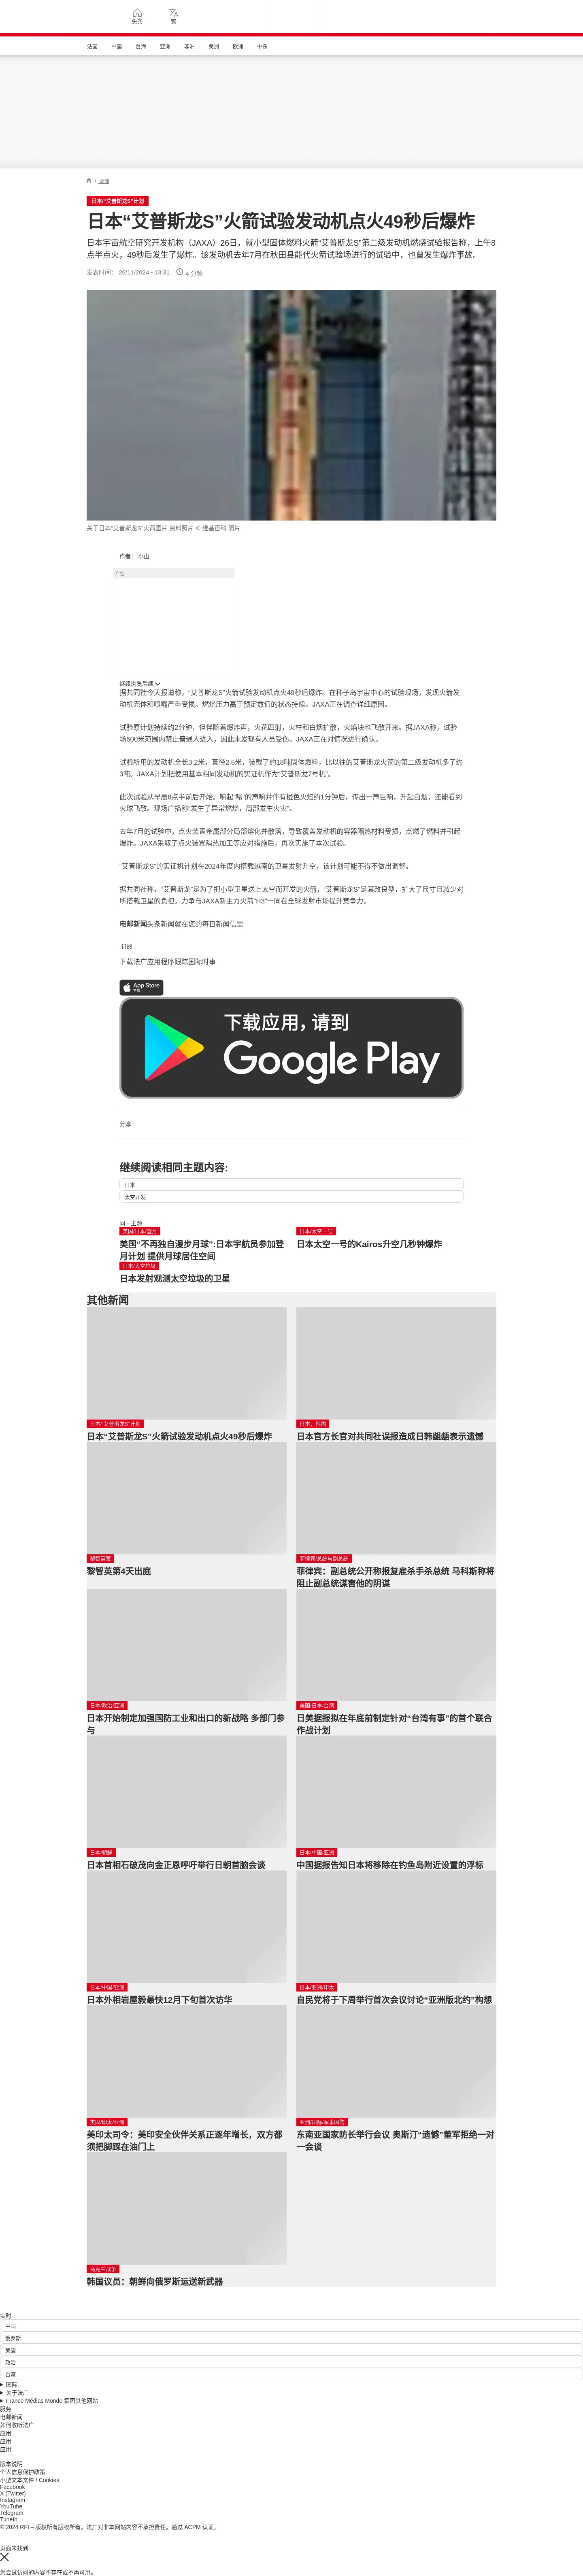 头条
繁
法国
中国
台海
亚洲
非洲
美洲
欧洲
中东
/ 亚洲
日本/“艾普斯龙S”计划
日本“艾普斯龙S”火箭试验发动机点火49秒后爆炸
日本宇宙航空研究开发机构（JAXA）26日，就小型固体燃料火箭“艾普斯龙S”第二级发动机燃烧试验报告称，上午8
点半点火，49秒后发生了爆炸。该发动机去年7月在秋田县能代火箭试验场进行的试验中，也曾发生爆炸事故。
发表时间： 26/11/2024 - 13:31
4 分钟
关于日本“艾普斯龙S”火箭图片 资料照片 © 维基百科 照片
作者： 小山
广告
继续浏览后续
据共同社今天报道称，“艾普斯龙S”火箭试验发动机点火49秒后爆炸。在种子岛宇宙中心的试验现场，发现火箭发
动机壳体和喷嘴严重受损。燃烧压力高于预定数值的状态持续。JAXA正在调查详细原因。
试验原计划持续约2分钟，但伴随着爆炸声，火花四射，火柱和白烟扩散，火焰块也飞散开来。据JAXA称，试验
场600米范围内禁止普通人进入，因此未发现有人员受伤。JAXA正在对情况进行确认。
试验所用的发动机全长3.2米，直径2.5米，装载了约18吨固体燃料，比以往的艾普斯龙火箭的第二级发动机多了约
3吨。JAXA计划把使用基本相同发动机的实证机作为“艾普斯龙7号机”。
此次试验从早晨8点半前后开始。响起“嗡”的声响并伴有橙色火焰约1分钟后，传出一声巨响，升起白烟，还能看到
火球飞散。现场广播称“发生了异常燃烧，局部发生火灾”。
去年7月的试验中，点火装置金属部分局部熔化并散落，导致覆盖发动机的容器隔热材料受损，点燃了燃料并引起
爆炸。JAXA采取了点火装置隔热加工等应对措施后，再次实施了本次试验。
“艾普斯龙S”的实证机计划在2024年度内搭载越南的卫星发射升空，该计划可能不得不做出调整。
据共同社称，“艾普斯龙”是为了把小型卫星送上太空而开发的火箭，“艾普斯龙S”是其改良型，扩大了尺寸且减少对
所搭载卫星的负担。力争与JAXA新主力火箭“H3”一同在全球发射市场提升竞争力。
电邮新闻头条新闻就在您的每日新闻信里
订阅
下载法广应用程序跟踪国际时事
App Store
下载
下载应用，请到
Google Play
分享 :
继续阅读相同主题内容:
日本
太空开发
同一主题
美国/日本/登月
美国“不再独自漫步月球”:日本宇航员参加登
月计划 提供月球居住空间
日本/太空一号
日本太空一号的Kairos升空几秒钟爆炸
日本/太空垃圾
日本发射观测太空垃圾的卫星
其他新闻
日本/“艾普斯龙S”计划
日本“艾普斯龙S”火箭试验发动机点火49秒后爆炸
日本，韩国
日本官方长官对共同社误报造成日韩龃龉表示遗憾
黎智英案
黎智英第4天出庭
菲律宾/总统与副总统
菲律宾：副总统公开称报复雇杀手杀总统 马科斯称将
阻止副总统谋害他的阴谋
日本/政治/亚洲
日本开始制定加强国防工业和出口的新战略 多部门参
与
美国/日本/台湾
日美据报拟在年底前制定针对“台湾有事”的首个联合
作战计划
日本/朝鲜
日本首相石破茂向金正恩呼吁举行日朝首脑会谈
日本/中国/亚洲
中国据报告知日本将移除在钓鱼岛附近设置的浮标
日本/中国/亚洲
日本外相岩屋毅最快12月下旬首次访华
日本/亚洲/印太
自民党将于下周举行首次会议讨论“亚洲版北约”构想
美国/印太/亚洲
美印太司令：美印安全伙伴关系正逐年增长，双方都
须把脚踩在油门上
亚洲/国际/军事国防
东南亚国家防长举行会议 奥斯汀“遗憾”董军拒绝一对
一会谈
乌克兰战争
韩国议员：朝鲜向俄罗斯运送新武器
实时
中国
俄罗斯
美国
政治
台湾
国际
关于法广
France Médias Monde 集团其他网站
服务
电邮新闻
如何收听法广
应用
应用
应用
版本说明
个人信息保护政策
小型文本文件 / Cookies
Facebook
X (Twitter)
Instagram
YouTube
Telegram
TuneIn
© 2024 RFI – 版权所有版权所有。法广对非本网站内容不承担责任。通过 ACPM 认证。
页面未找到
您尝试访问的内容不存在或不再可用。